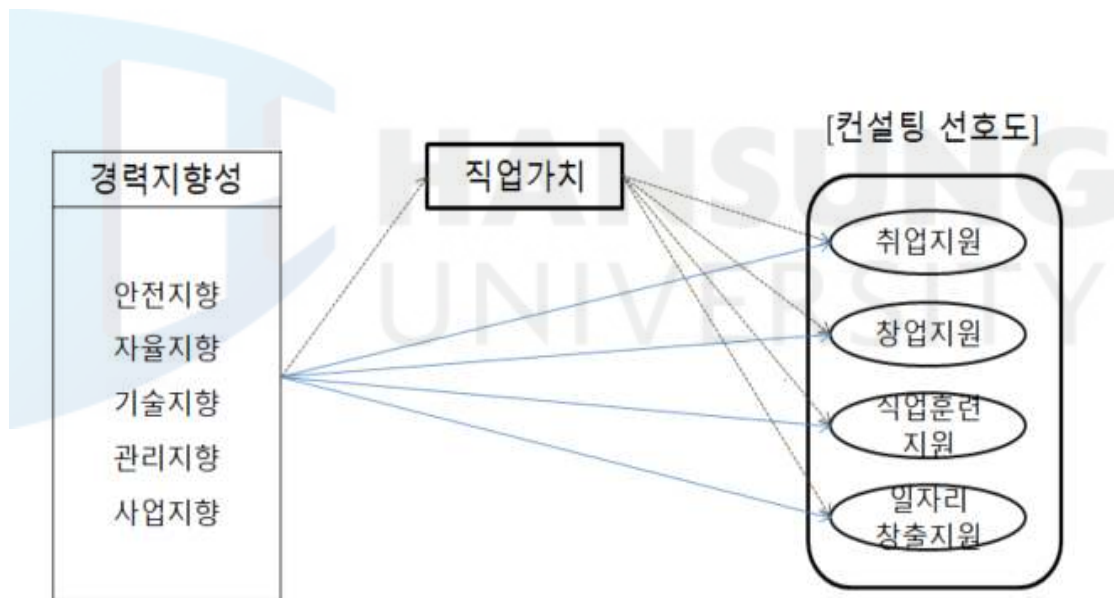 [컨설팅 선호도]
경력지향성
직업가치
안전지향
자율지향
기술지향
관리지향
사업지향
취업지원
창업지원
직업훈련
지원
일자리
창출지원
HANSUNG
UNIVERSITY